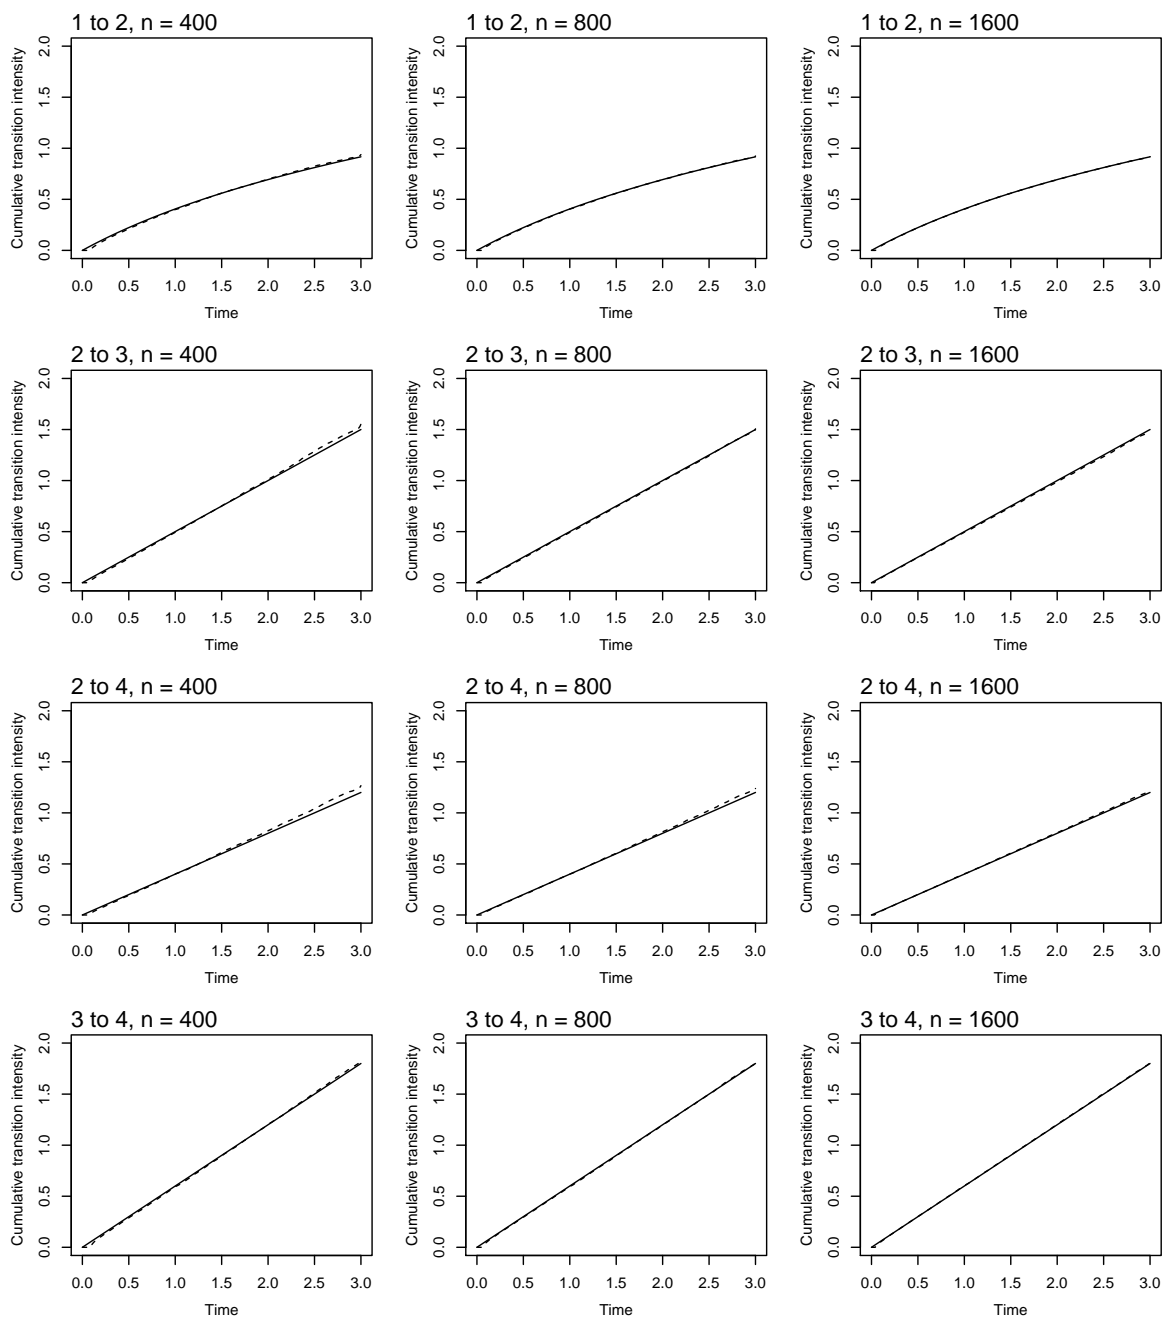 1 to 2, n = 400
Cumulative transition intensity
0.0 0.5 1.0 1.5 2.0
0.0 0.5 1.0 1.5 2.0 2.5 3.0
Time
1 to 2, n = 800
Cumulative transition intensity
0.0 0.5 1.0 1.5 2.0
0.0 0.5 1.0 1.5 2.0 2.5 3.0
Time
1 to 2, n = 1600
Cumulative transition intensity
0.0 0.5 1.0 1.5 2.0
0.0 0.5 1.0 1.5 2.0 2.5 3.0
Time
2 to 3, n = 400
Cumulative transition intensity
0.0 0.5 1.0 1.5 2.0
0.0 0.5 1.0 1.5 2.0 2.5 3.0
Time
2 to 3, n = 800
Cumulative transition intensity
0.0 0.5 1.0 1.5 2.0
0.0 0.5 1.0 1.5 2.0 2.5 3.0
Time
2 to 3, n = 1600
Cumulative transition intensity
0.0 0.5 1.0 1.5 2.0
0.0 0.5 1.0 1.5 2.0 2.5 3.0
Time
2 to 4, n = 400
Cumulative transition intensity
0.0 0.5 1.0 1.5 2.0
0.0 0.5 1.0 1.5 2.0 2.5 3.0
Time
2 to 4, n = 800
Cumulative transition intensity
0.0 0.5 1.0 1.5 2.0
0.0 0.5 1.0 1.5 2.0 2.5 3.0
Time
2 to 4, n = 1600
Cumulative transition intensity
0.0 0.5 1.0 1.5 2.0
0.0 0.5 1.0 1.5 2.0 2.5 3.0
Time
3 to 4, n = 400
Cumulative transition intensity
0.0 0.5 1.0 1.5 2.0
0.0 0.5 1.0 1.5 2.0 2.5 3.0
Time
3 to 4, n = 800
Cumulative transition intensity
0.0 0.5 1.0 1.5 2.0
0.0 0.5 1.0 1.5 2.0 2.5 3.0
Time
3 to 4, n = 1600
Cumulative transition intensity
0.0 0.5 1.0 1.5 2.0
0.0 0.5 1.0 1.5 2.0 2.5 3.0
Time